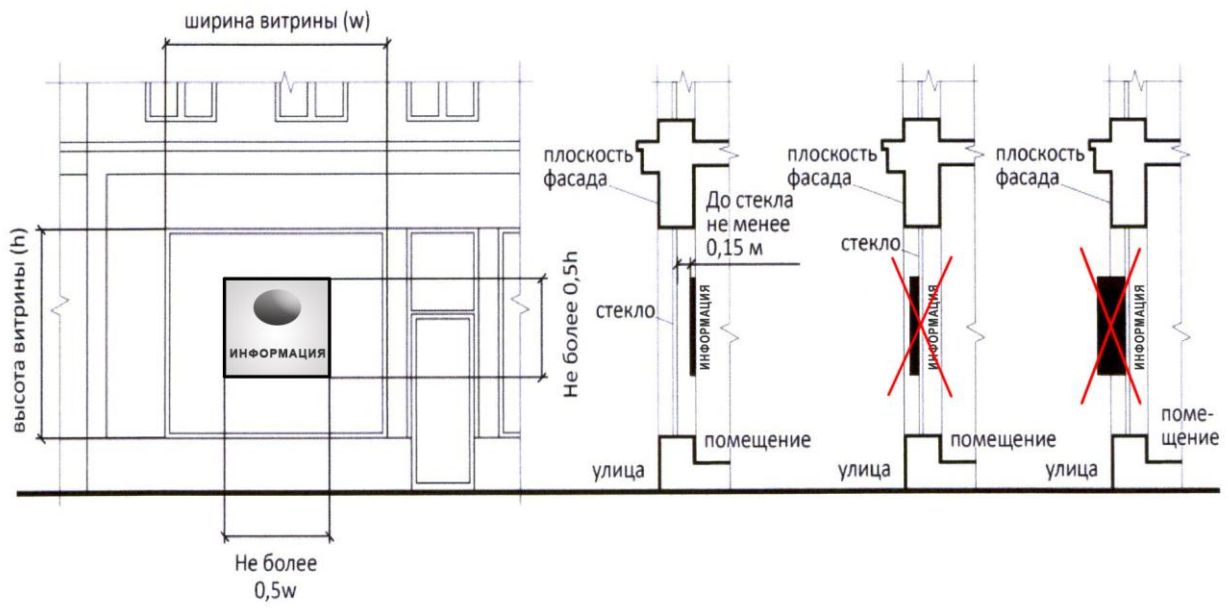 ширина витрины (w)
высота витрины (h)
ИНФОРМАЦИЯ
Не более 0,5h
Не более
0,5w
плоскость
фасада
До стекла
не менее
0,15 м
стекло
ИНФОРМАЦИЯ
помещение
улица
плоскость
фасада
стекло
ИНФОРМАЦИЯ
помещение
улица
плоскость
фасада
ИНФОРМАЦИЯ
поме-
щение
улица